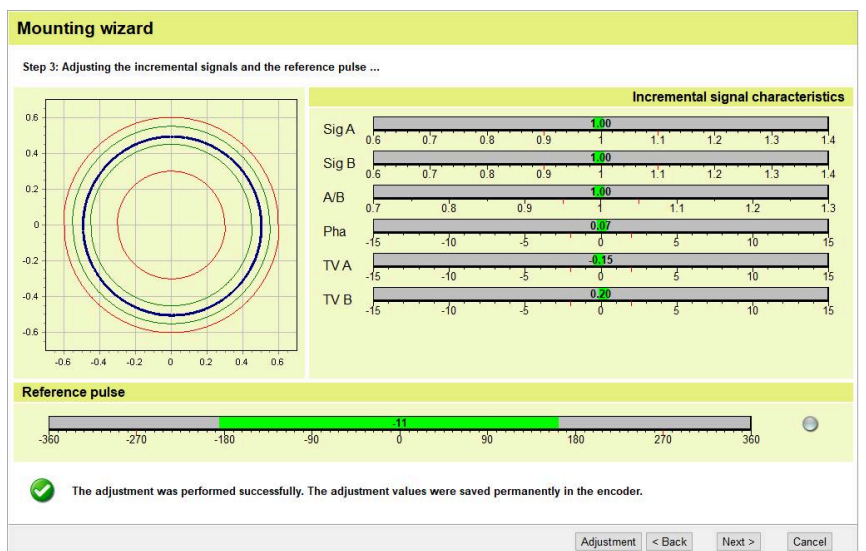 Mounting wizard
Step 3: Adjusting the incremental signals and the reference pulse ...
Incremental signal characteristics
0.6
0.4
0.2
0
-0.2
-0.4
-0.6
-0.6 -0.4 -0.2 0 0.2 0.4 0.6
Sig A 1.00
0.6 0.7 0.8 0.9 1 1.1 1.2 1.3 1.4
Sig B 1.00
0.6 0.7 0.8 0.9 1 1.1 1.2 1.3 1.4
A/B 1.00
0.7 0.8 0.9 1 1.1 1.2 1.3
Pha 0.07
-15 -10 -5 0 5 10 15
TV A -0.15
-15 -10 -5 0 5 10 15
TV B 0.20
-15 -10 -5 0 5 10 15
Reference pulse
-11
-360 -270 -180 -90 0 90 180 270 360
The adjustment was performed successfully. The adjustment values were saved permanently in the encoder.
Adjustment < Back Next > Cancel